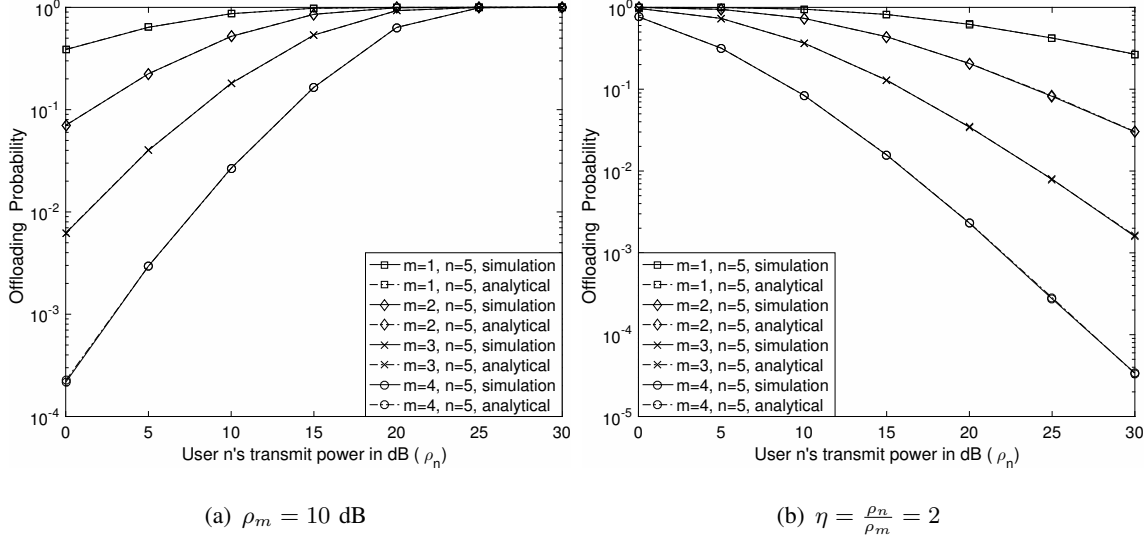 10^0
10^{-1}
10^{-2}
10^{-3}
10^{-4}
Offloading Probability
0 5 10 15 20 25 30
User n's transmit power in dB ( ρ_n)
m=1, n=5, simulation
m=1, n=5, analytical
m=2, n=5, simulation
m=2, n=5, analytical
m=3, n=5, simulation
m=3, n=5, analytical
m=4, n=5, simulation
m=4, n=5, analytical
(a) ρ_m = 10 dB
10^0
10^{-1}
10^{-2}
10^{-3}
10^{-4}
10^{-5}
Offloading Probability
0 5 10 15 20 25 30
User n's transmit power in dB ( ρ_n)
m=1, n=5, simulation
m=1, n=5, analytical
m=2, n=5, simulation
m=2, n=5, analytical
m=3, n=5, simulation
m=3, n=5, analytical
m=4, n=5, simulation
m=4, n=5, analytical
(b) η = ρ_n/ρ_m = 2